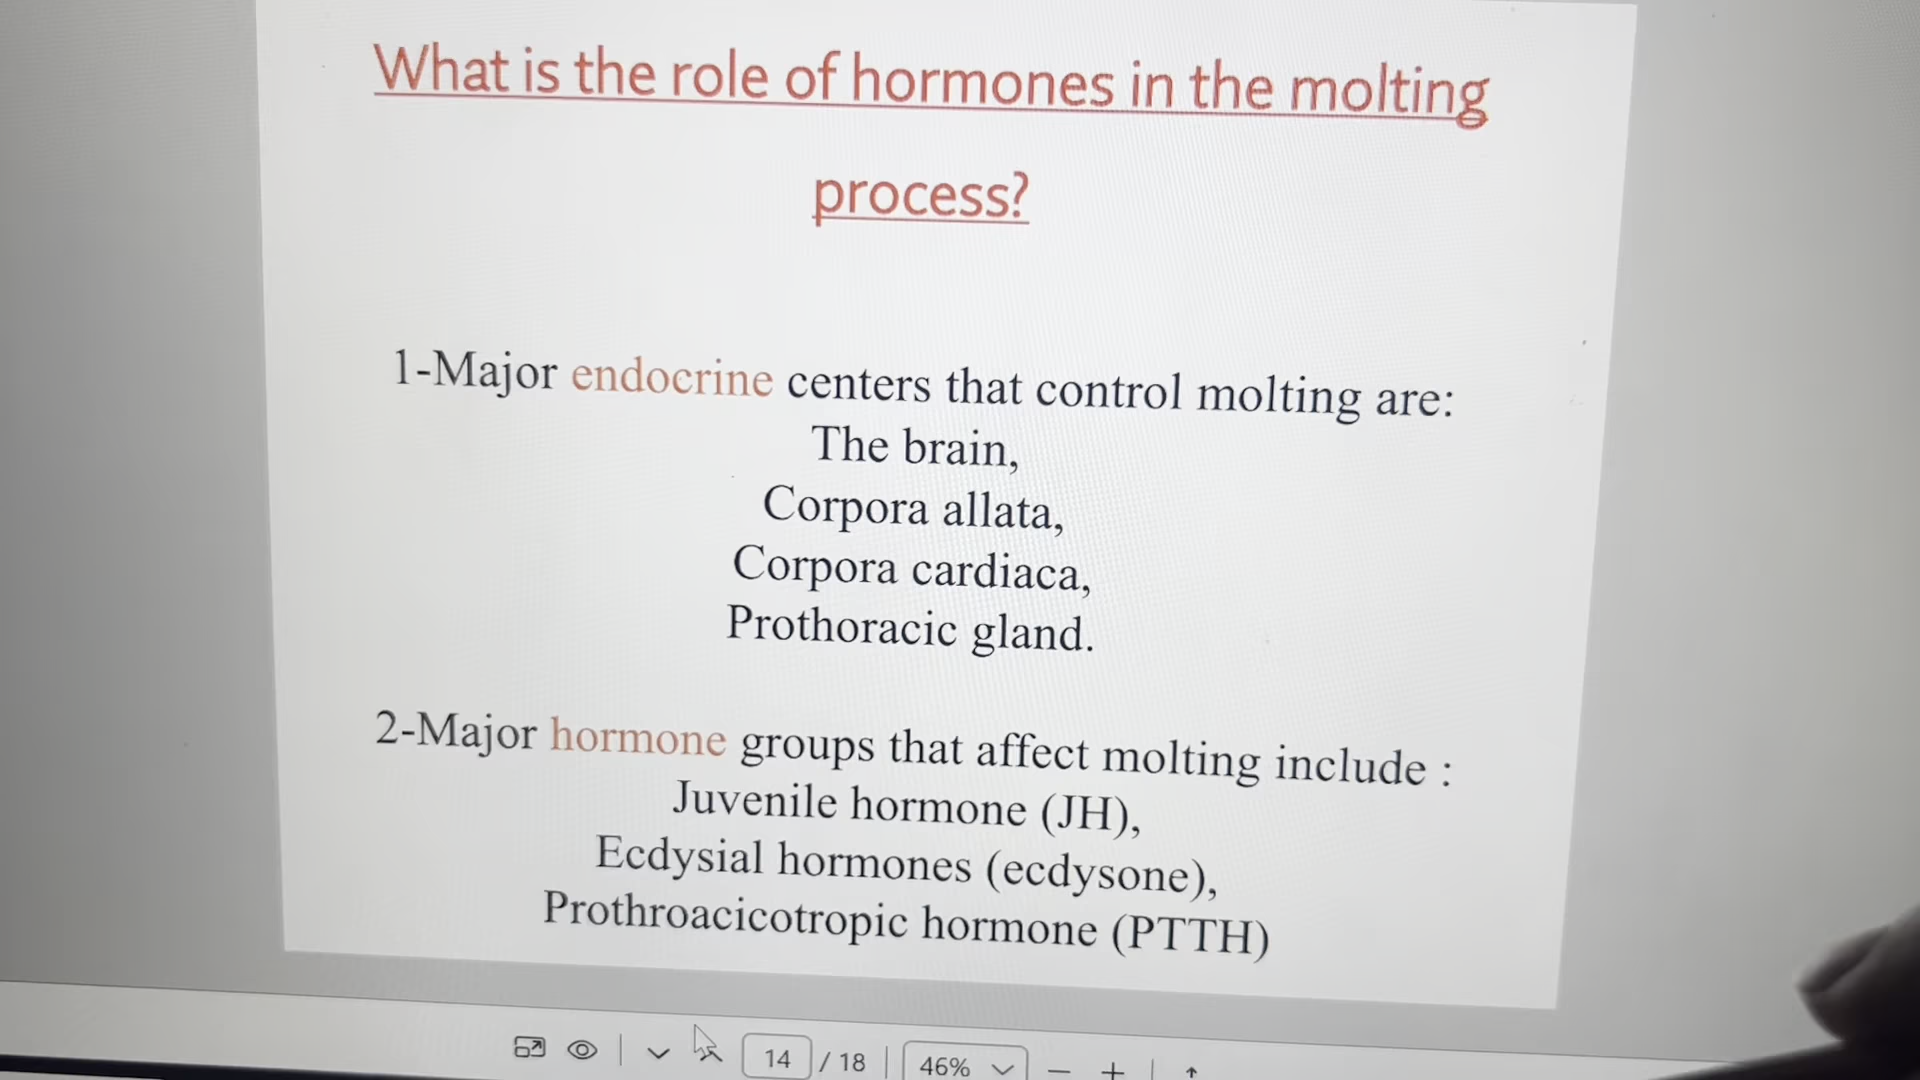 What is the role of hormones in the molting
process?
1-Major endocrine centers that control molting are:
The brain,
Corpora allata,
Corpora cardiaca,
Prothoracic gland.
2-Major hormone groups that affect molting include :
Juvenile hormone (JH),
Ecdysial hormones (ecdysone),
Prothroacicotropic hormone (PTTH)
14 / 18 46%